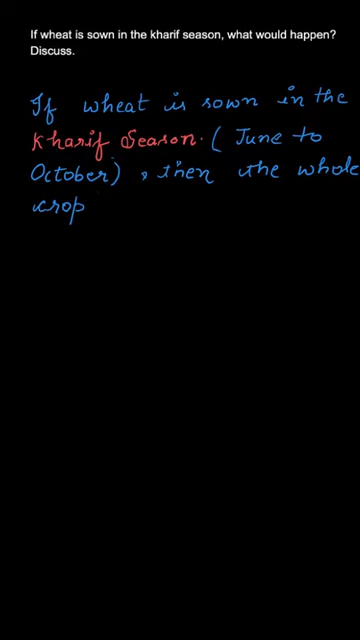 If wheat is sown in the kharif season, what would happen?
Discuss.
If wheat is sown in the
Kharif Season. (June to
October), then the whole
crop